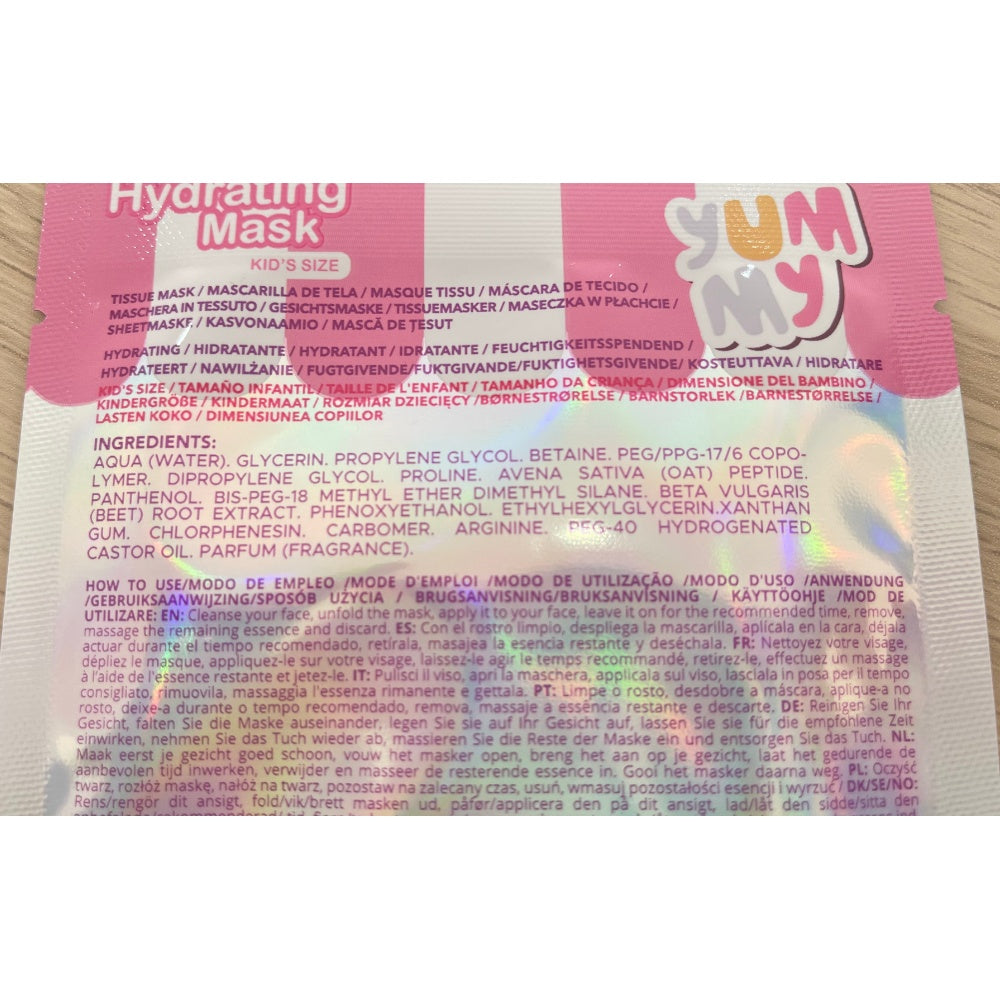 Hydrating
Mask
KID'S SIZE
YUM
MY
TISSUE MASK / MASCARILLA DE TELA / MASQUE TISSU / MÁSCARA DE TECIDO /
MASCHERA IN TESSUTO / GESICHTSMASKE / TISSUEMASKER / MASECZKA W PŁACHCIE /
SHEETMASKE / KASVONAAMIO / MASCĂ DE ȚESUT
HYDRATING / HIDRATANTE / HYDRATANT / IDRATANTE / FEUCHTIGKEITSSPENDEND /
HYDRATEERT / NAWILŻANIE / FUGTGIVENDE/FUKTGIVANDE/FUKTIGHETSGIVENDE/ KOSTEUTTAVA / HIDRATARE
KID'S SIZE / TAMAÑO INFANTIL / TAILLE DE L'ENFANT / TAMANHO DA CRIANÇA / DIMENSIONE DEL BAMBINO /
KINDERGRÖßE / KINDERMAAT / ROZMIAR DZIECIĘCY /BØRNESTRØRELSE / BARNSTORLEK /BARNESTØRRELSE /
LASTEN KOKO / DIMENSIUNEA COPIILOR
INGREDIENTS:
AQUA (WATER). GLYCERIN. PROPYLENE GLYCOL. BETAINE. PEG/PPG-17/6 COPO-
LYMER. DIPROPYLENE GLYCOL. PROLINE. AVENA SATIVA (OAT) PEPTIDE.
PANTHENOL. BIS-PEG-18 METHYL ETHER DIMETHYL SILANE. BETA VULGARIS
(BEET) ROOT EXTRACT. PHENOXYETHANOL. ETHYLHEXYLGLYCERIN.XANTHAN
GUM. CHLORPHENESIN. CARBOMER. ARGININE. PEG-40 HYDROGENATED
CASTOR OIL. PARFUM (FRAGRANCE).
HOW TO USE/MODO DE EMPLEO /MODE D'EMPLOI /MODO DE UTILIZAÇÃO /MODO D'USO /ANWENDUNG
/GEBRUIKSAANWIJZING/SPOSÓB UŻYCIA / BRUGSANVISNING/BRUKSANVISNING / KÄYTTÖOHJE /MOD DE
UTILIZARE: EN: Cleanse your face, unfold the mask, apply it to your face, leave it on for the recommended time, remove,
massage the remaining essence and discard. ES: Con el rostro limpio, despliega la mascarilla, aplícala en la cara, déjala
actuar durante el tiempo recomendado, retírala, masajea la esencia restante y deséchala. FR: Nettoyez votre visage,
dépliez le masque, appliquez-le sur votre visage, laissez-le agir le temps recommandé, retirez-le, effectuez un massage
à l'aide de l'essence restante et jetez-le. IT: Pulisci il viso, apri la maschera, applicala sul viso, lasciala in posa per il tempo
consigliato, rimuovila, massaggia l'essenza rimanente e gettala. PT: Limpe o rosto, desdobre a máscara, aplique-a no
rosto, deixe-a durante o tempo recomendado, remova, massaje a essência restante e descarte. DE: Reinigen Sie Ihr
Gesicht, falten Sie die Maske auseinander, legen Sie sie auf Ihr Gesicht auf, lassen Sie sie für die empfohlene Zeit
einwirken, nehmen Sie das Tuch wieder ab, massieren Sie die Reste der Maske ein und entsorgen Sie das Tuch. NL:
Maak eerst je gezicht goed schoon, vouw het masker open, breng het aan op je gezicht, laat het gedurende de
aanbevolen tijd inwerken, verwijder en masseer de resterende essence in. Gooi het masker daarna weg. PL: Oczyść
twarz, rozłóż maskę, nałóż na twarz, pozostaw na zalecany czas, usuń, wmasuj pozostałości esencji i wyrzuć / DK/SE/NO:
Rens/rengör dit ansigt, fold/vik/brett masken ud, påfør/applicera den på dit ansigt, lad/låt den sidde/sitta den